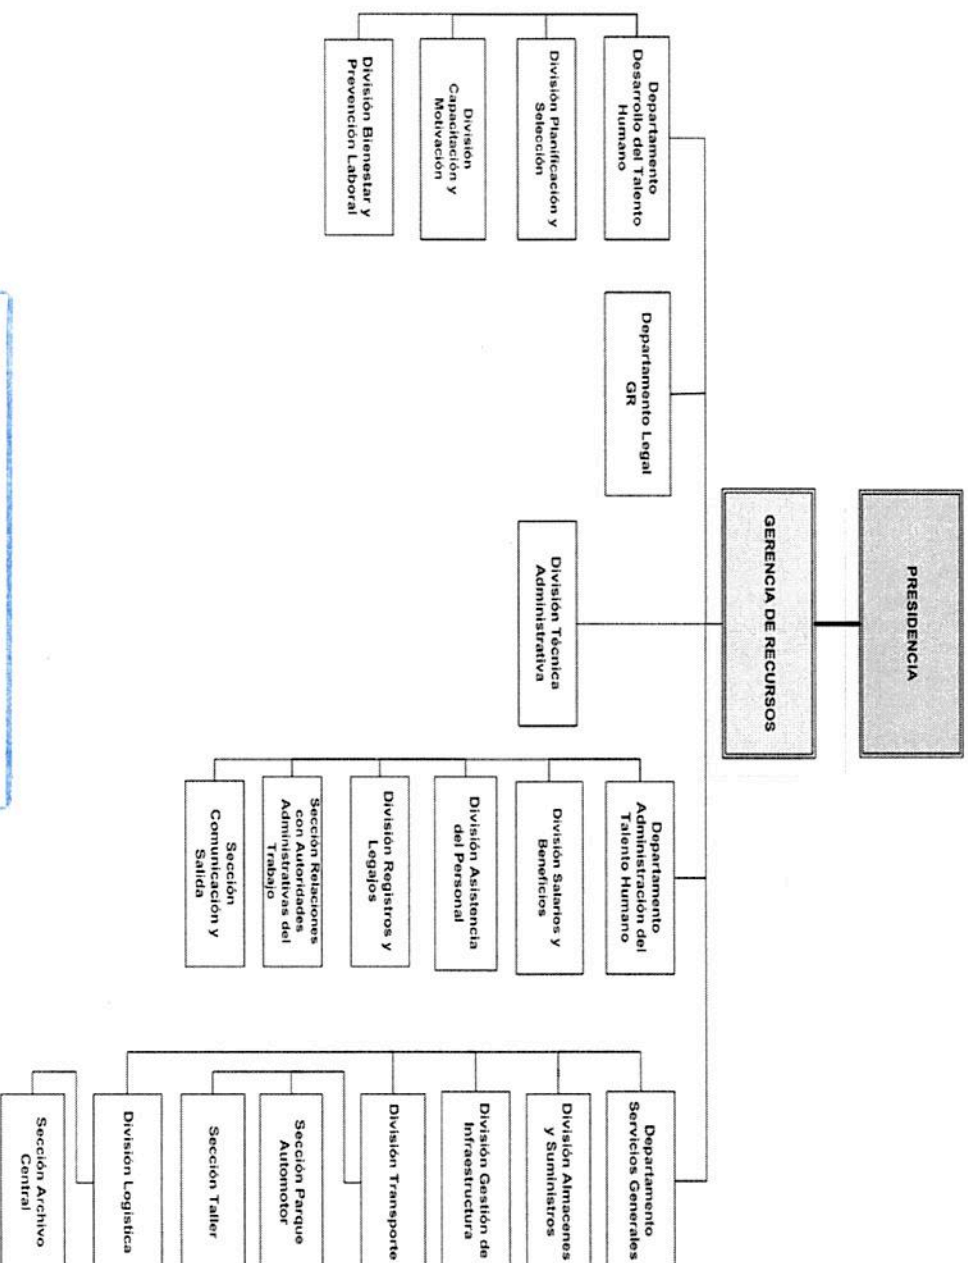 PRESIDENCIA
GERENCIA DE RECURSOS
Departamento
Desarrollo del Talento
Humano
División Planificación y
Selección
División
Capacitación y
Motivación
División Bienestar y
Prevención Laboral
Departamento Legal
GR
División Técnica
Administrativa
Departamento
Administración del
Talento Humano
División Salarios y
Beneficios
División Asistencia
del Personal
División Registros y
Legajos
Sección Relaciones
con Autoridades
Administrativas del
Trabajo
Sección
Comunicación y
Salida
Departamento
Servicios Generales
División Almacenes
y Suministros
División Gestión de
Infraestructura
División Transporte
Sección Parque
Automotor
Sección Taller
División Logística
Sección Archivo
Central